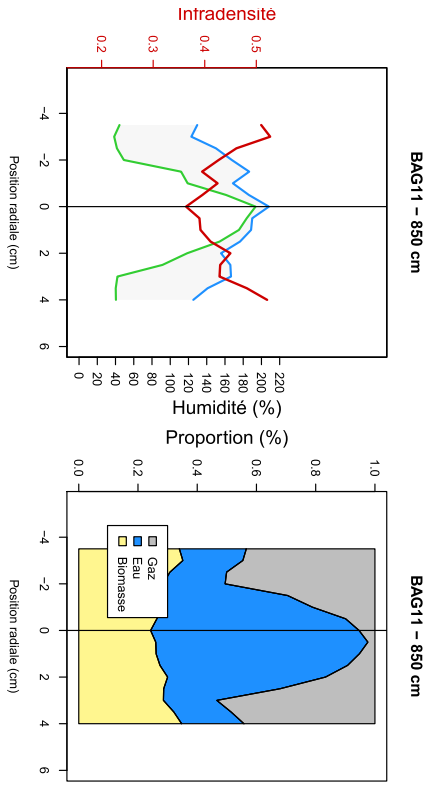 BAG11 − 850 cm
Intradensité
0.2 0.3 0.4 0.5
−4 −2 0 2 4 6
Position radiale (cm)
0 20 40 60 80 100 120 140 160 180 200 220
Humidité (%)
BAG11 − 850 cm
Proportion (%)
0.0 0.2 0.4 0.6 0.8 1.0
Gaz
Eau
Biomasse
−4 −2 0 2 4 6
Position radiale (cm)